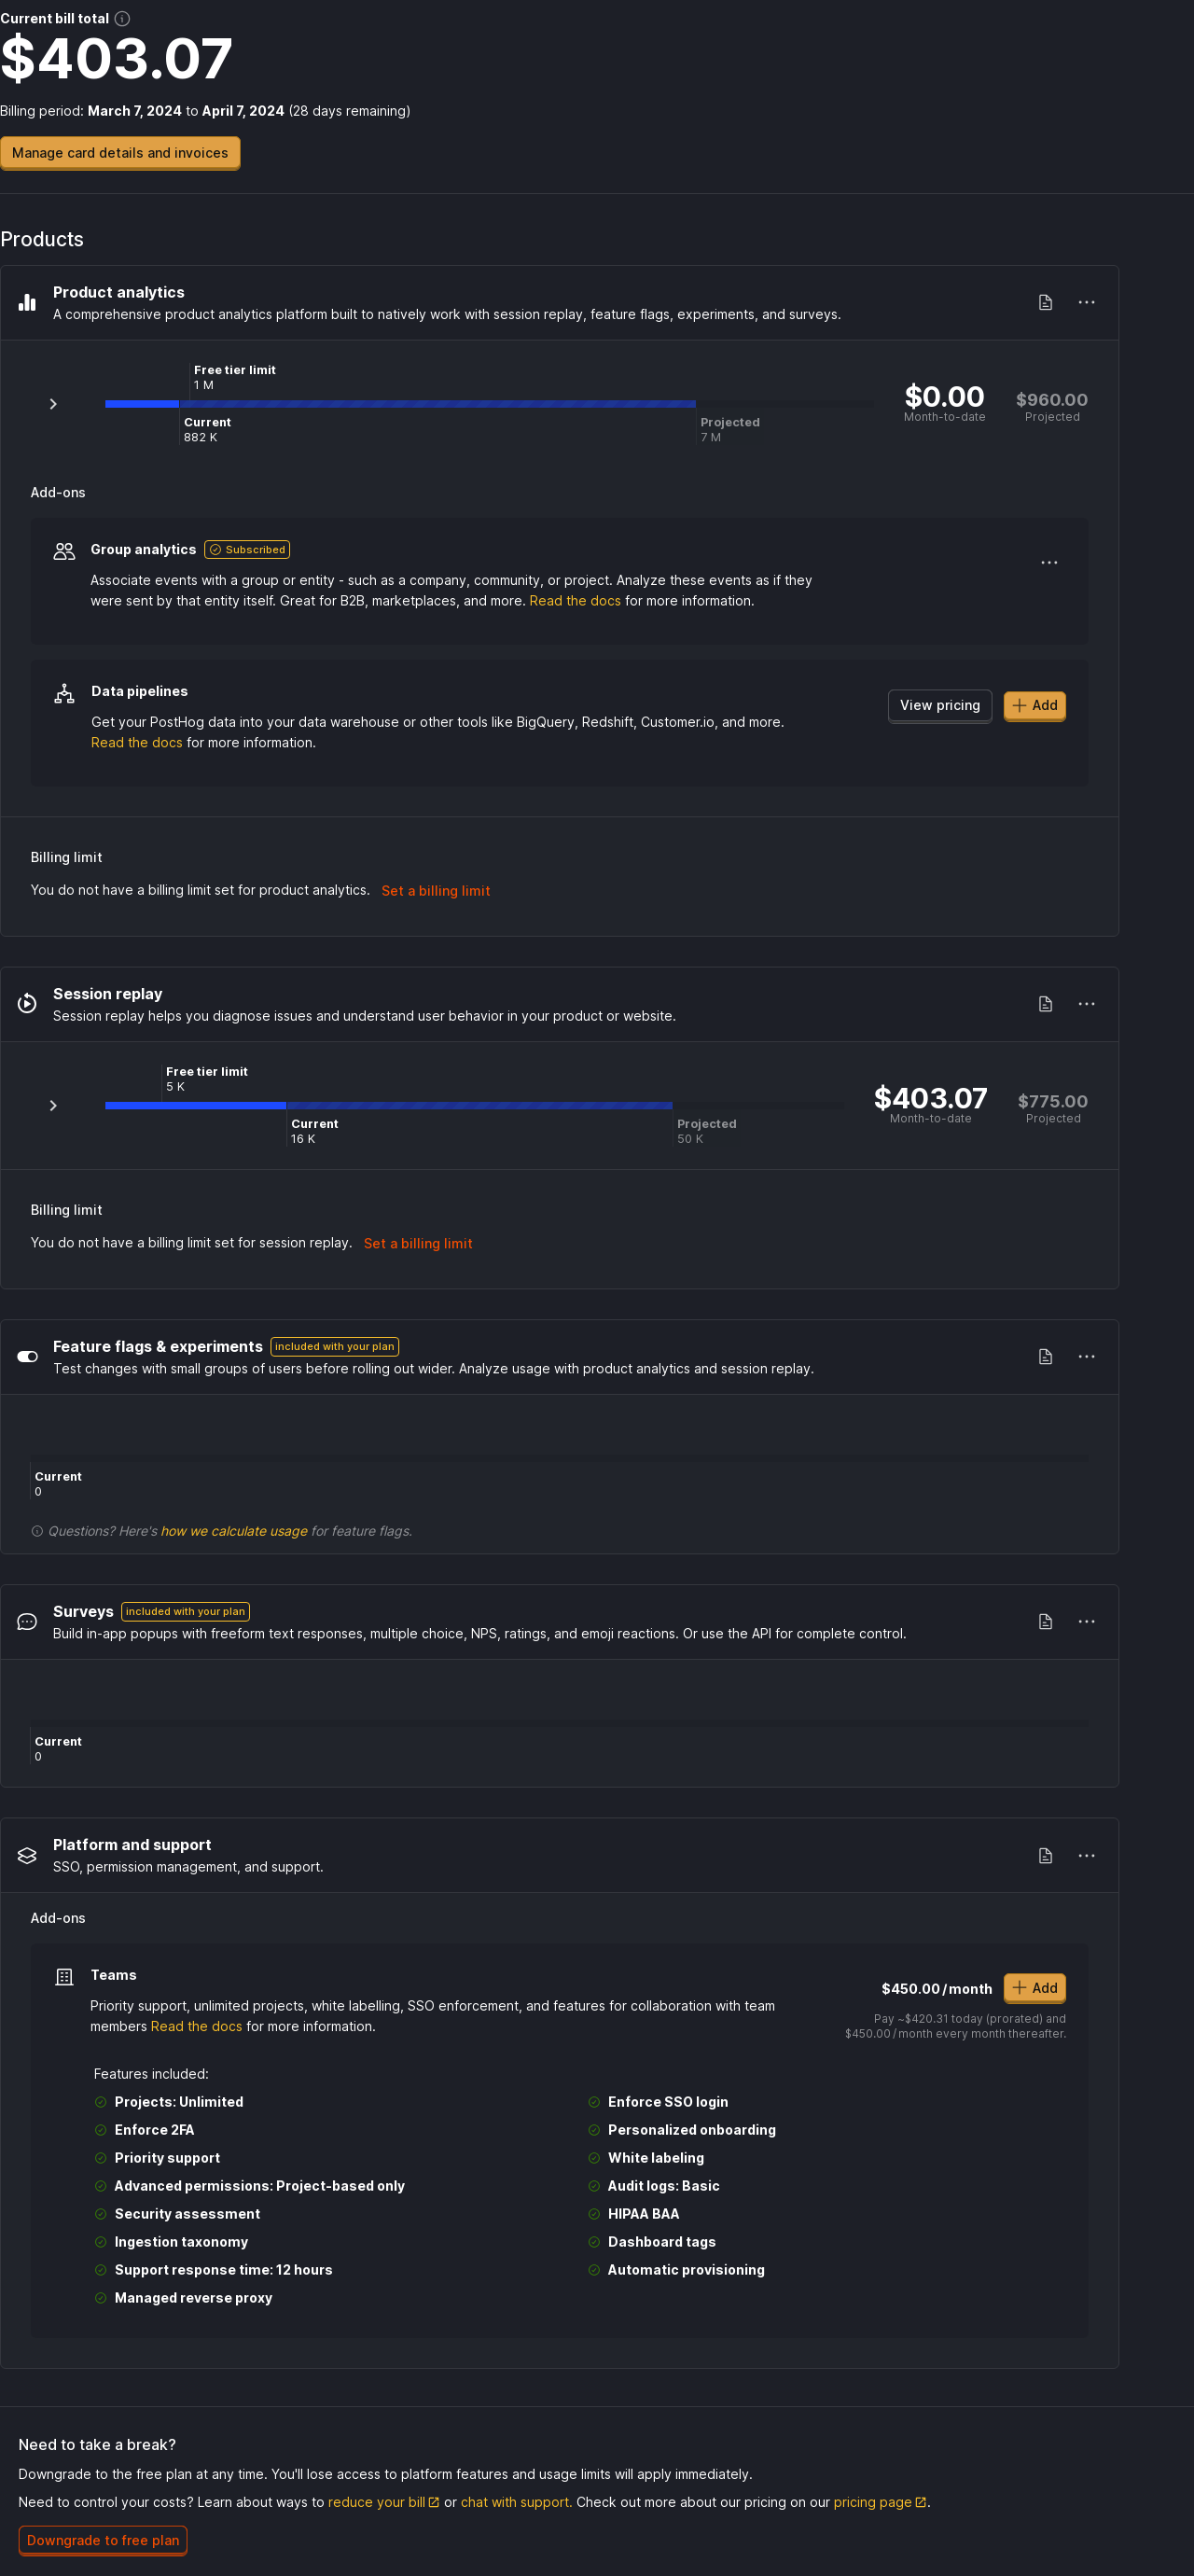 Current bill total
$403.07
Billing period: March 7, 2024 to April 7, 2024 (28 days remaining)
Manage card details and invoices
Products
Product analytics
A comprehensive product analytics platform built to natively work with session replay, feature flags, experiments, and surveys.
Free tier limit
1 M
Current
882 K
Projected
7 M
$0.00
Month-to-date
$960.00
Projected
Add-ons
Group analytics Subscribed
Associate events with a group or entity - such as a company, community, or project. Analyze these events as if they
were sent by that entity itself. Great for B2B, marketplaces, and more. Read the docs for more information.
Data pipelines
Get your PostHog data into your data warehouse or other tools like BigQuery, Redshift, Customer.io, and more.
Read the docs for more information.
View pricing
Add
Billing limit
You do not have a billing limit set for product analytics. Set a billing limit
Session replay
Session replay helps you diagnose issues and understand user behavior in your product or website.
Free tier limit
5 K
Current
16 K
Projected
50 K
$403.07
Month-to-date
$775.00
Projected
Billing limit
You do not have a billing limit set for session replay. Set a billing limit
Feature flags & experiments included with your plan
Test changes with small groups of users before rolling out wider. Analyze usage with product analytics and session replay.
Current
0
Questions? Here's how we calculate usage for feature flags.
Surveys included with your plan
Build in-app popups with freeform text responses, multiple choice, NPS, ratings, and emoji reactions. Or use the API for complete control.
Current
0
Platform and support
SSO, permission management, and support.
Add-ons
Teams
Priority support, unlimited projects, white labelling, SSO enforcement, and features for collaboration with team
members Read the docs for more information.
$450.00/month
Add
Pay ~$420.31 today (prorated) and
$450.00/month every month thereafter.
Features included:
Projects: Unlimited
Enforce 2FA
Priority support
Advanced permissions: Project-based only
Security assessment
Ingestion taxonomy
Support response time: 12 hours
Managed reverse proxy
Enforce SSO login
Personalized onboarding
White labeling
Audit logs: Basic
HIPAA BAA
Dashboard tags
Automatic provisioning
Need to take a break?
Downgrade to the free plan at any time. You'll lose access to platform features and usage limits will apply immediately.
Need to control your costs? Learn about ways to reduce your bill or chat with support. Check out more about our pricing on our pricing page.
Downgrade to free plan